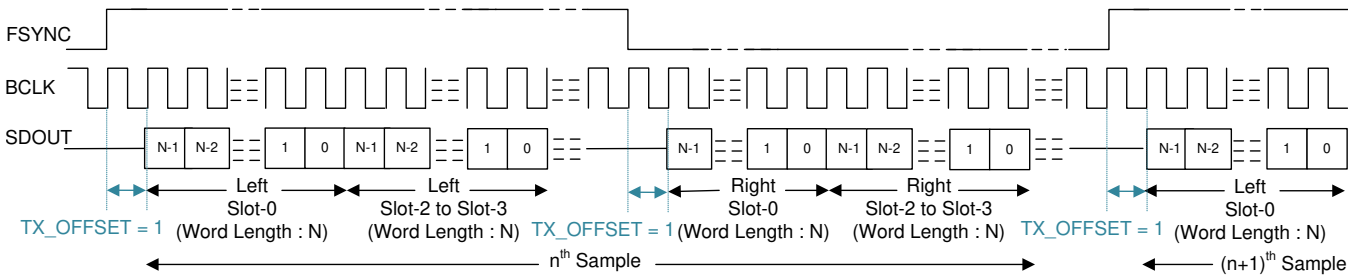 FSYNC
BCLK
SDOUT
N-1 N-2 1 0 N-1 N-2 1 0 N-1 1 0 N-1 N-2 1 0 N-1 N-2 1 0
Left Left Right Right Left
Slot-0 Slot-2 to Slot-3 Slot-0 Slot-2 to Slot-3 Slot-0
TX_OFFSET = 1 (Word Length : N) (Word Length : N) TX_OFFSET = 1 (Word Length : N) (Word Length : N) TX_OFFSET = 1 (Word Length : N)
nth Sample (n+1)th Sample